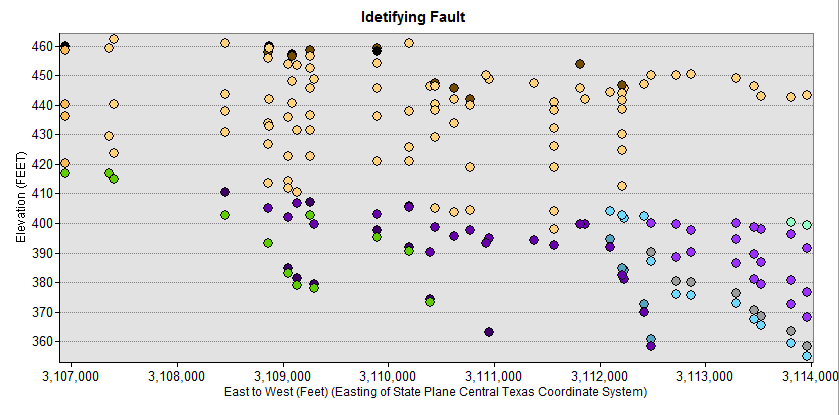 Idetifying Fault
Elevation (FEET)
460
450
440
430
420
410
400
390
380
370
360
3,107,000 3,108,000 3,109,000 3,110,000 3,111,000 3,112,000 3,113,000 3,114,000
East to West (Feet) (Easting of State Plane Central Texas Coordinate System)